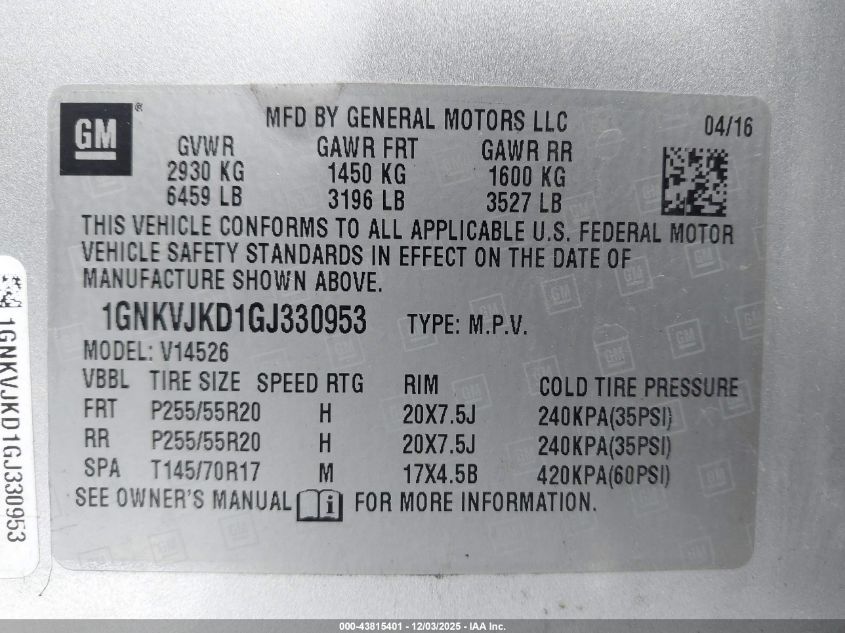 GM
®
MFD BY GENERAL MOTORS LLC
04/16
GVWR GAWR FRT GAWR RR
2930 KG 1450 KG 1600 KG
6459 LB 3196 LB 3527 LB
THIS VEHICLE CONFORMS TO ALL APPLICABLE U.S. FEDERAL MOTOR
VEHICLE SAFETY STANDARDS IN EFFECT ON THE DATE OF
MANUFACTURE SHOWN ABOVE.
1GNKVJKD1GJ330953 TYPE: M.P.V.
MODEL: V14526
VBBL TIRE SIZE SPEED RTG RIM COLD TIRE PRESSURE
FRT P255/55R20 H 20X7.5J 240KPA(35PSI)
RR P255/55R20 H 20X7.5J 240KPA(35PSI)
SPA T145/70R17 M 17X4.5B 420KPA(60PSI)
SEE OWNER'S MANUAL i FOR MORE INFORMATION.
1GNKVJKD1GJ330953
000-43815401 - 12/03/2025 - IAA Inc.